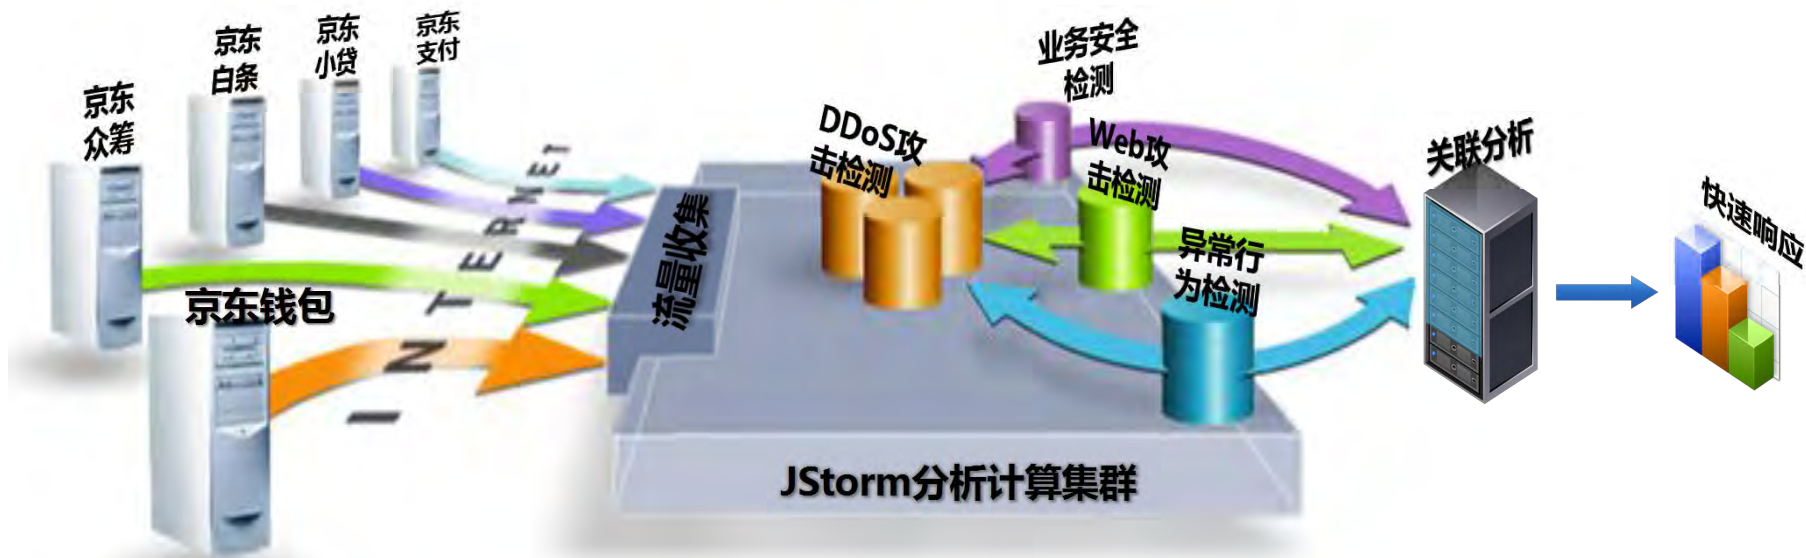 京东
众筹
京东
白条
京东
小贷
京东
支付
京东钱包
INTERNET
流量收集
DDoS攻
击检测
业务安全
检测
Web攻
击检测
异常行
为检测
JStorm分析计算集群
关联分析
快速响应